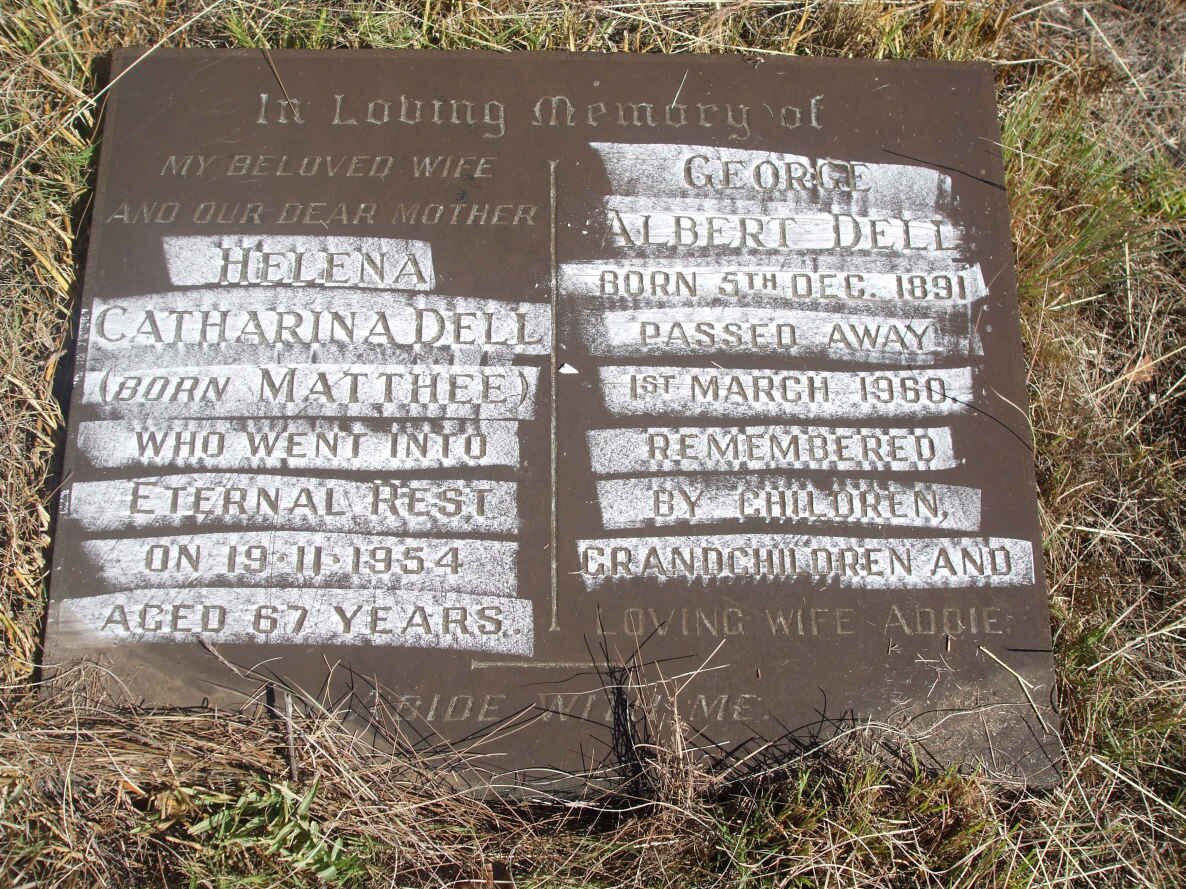 In Loving Memory of
MY BELOVED WIFE
AND OUR DEAR MOTHER
HELENA
CATHARINA DELL
(BORN MATTHEE)
WHO WENT INTO
ETERNAL REST
ON 19·11·1954
AGED 67 YEARS.
GEORGE
ALBERT DELL
BORN 5TH DEC. 1891
PASSED AWAY
1ST MARCH 1960
REMEMBERED
BY CHILDREN,
GRANDCHILDREN AND
LOVING WIFE ADDIE.
ABIDE WITH ME.